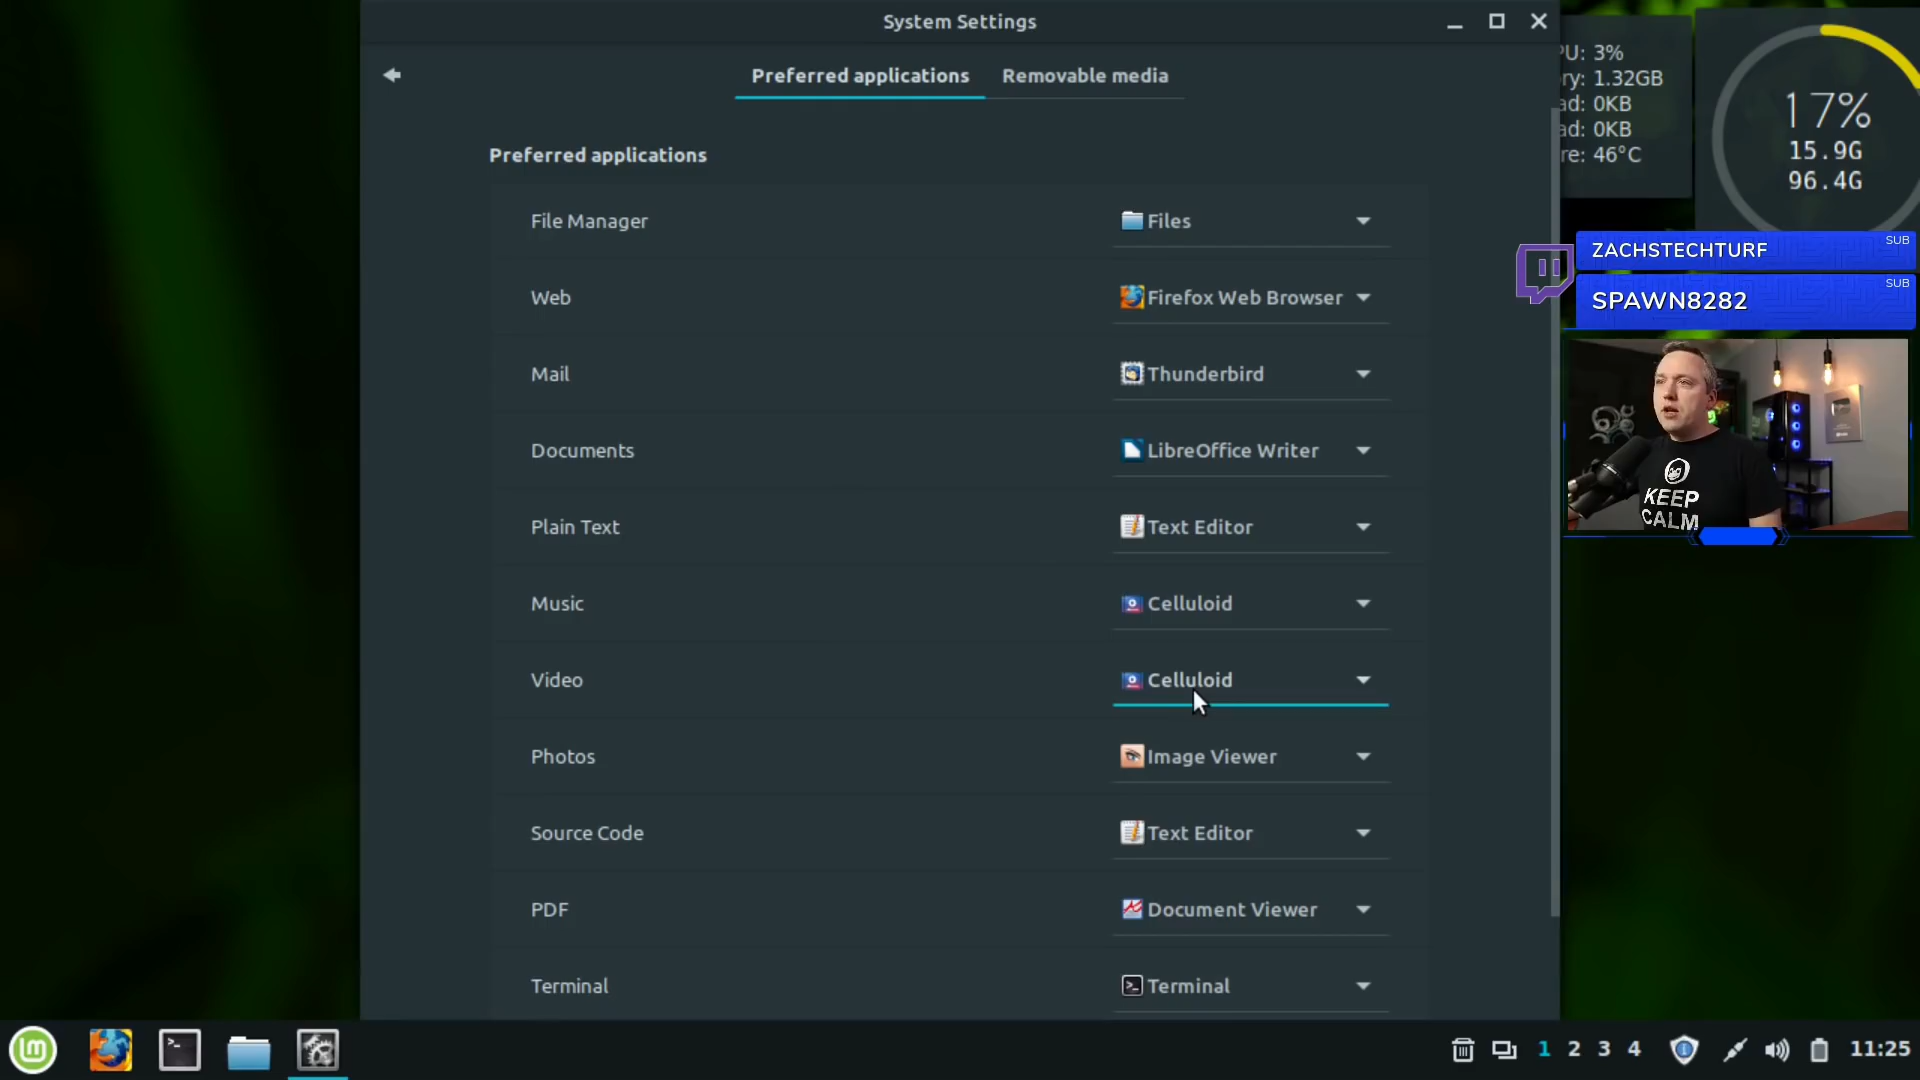 System Settings
Preferred applications
Removable media
Preferred applications
File Manager
Files
Web
Firefox Web Browser
Mail
Thunderbird
Documents
LibreOffice Writer
Plain Text
Text Editor
Music
Celluloid
Video
Celluloid
Photos
Image Viewer
Source Code
Text Editor
PDF
Document Viewer
Terminal
Terminal
PU: 3%
ry: 1.32GB
ad: 0KB
ad: 0KB
re: 46°C
17%
15.9G
96.4G
ZACHSTECHTURF
SUB
SPAWN8282
SUB
KEEP
CALM
1 2 3 4
11:25